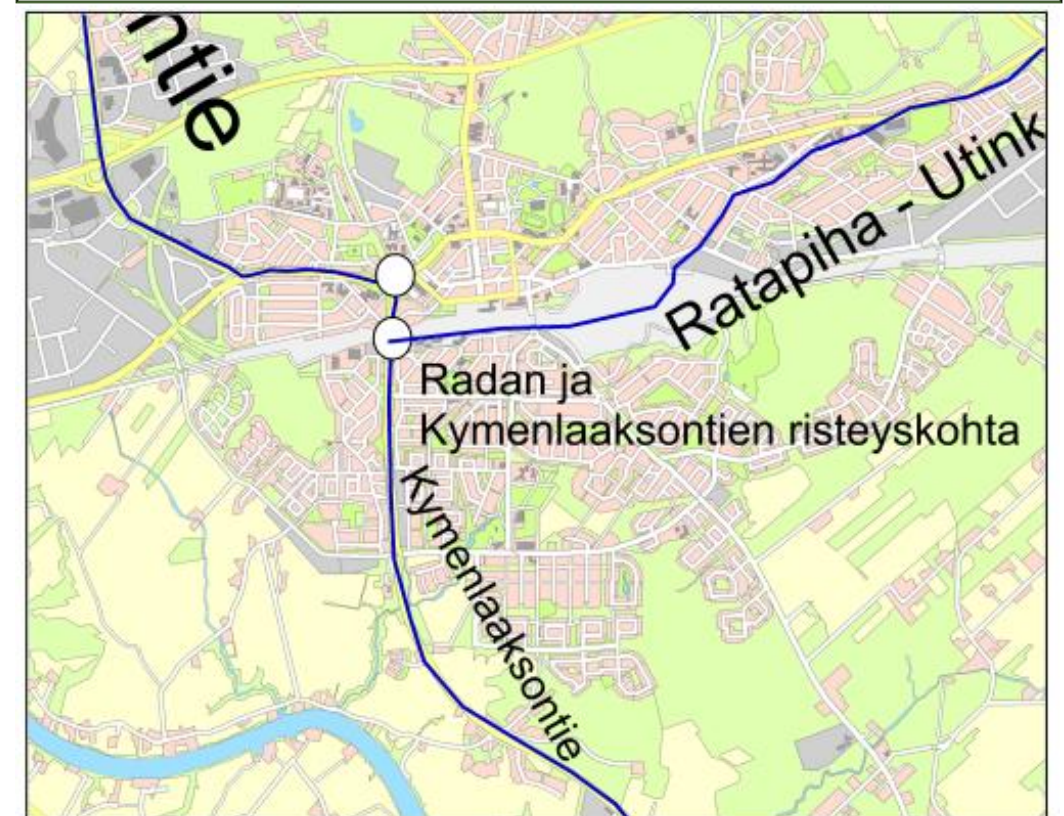 ntie
Ratapiha - Utink
Radan ja
Kymenlaaksontien risteyskohta
Kymenlaaksontie